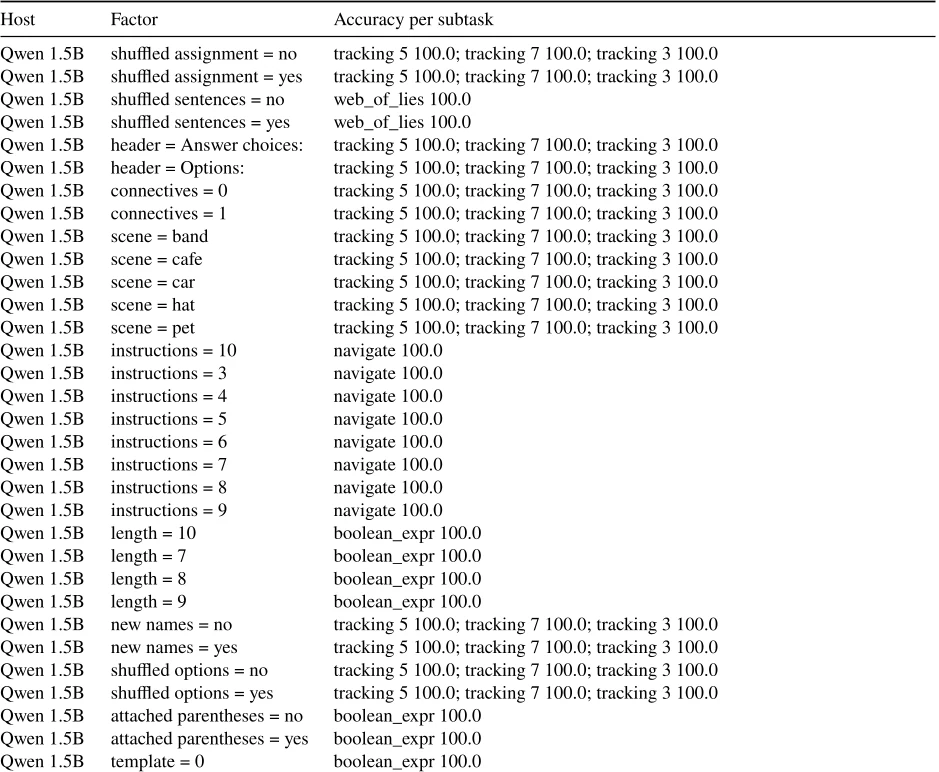 Host Factor Accuracy per subtask
Qwen 1.5B shuffled assignment = no tracking 5 100.0; tracking 7 100.0; tracking 3 100.0
Qwen 1.5B shuffled assignment = yes tracking 5 100.0; tracking 7 100.0; tracking 3 100.0
Qwen 1.5B shuffled sentences = no web_of_lies 100.0
Qwen 1.5B shuffled sentences = yes web_of_lies 100.0
Qwen 1.5B header = Answer choices: tracking 5 100.0; tracking 7 100.0; tracking 3 100.0
Qwen 1.5B header = Options: tracking 5 100.0; tracking 7 100.0; tracking 3 100.0
Qwen 1.5B connectives = 0 tracking 5 100.0; tracking 7 100.0; tracking 3 100.0
Qwen 1.5B connectives = 1 tracking 5 100.0; tracking 7 100.0; tracking 3 100.0
Qwen 1.5B scene = band tracking 5 100.0; tracking 7 100.0; tracking 3 100.0
Qwen 1.5B scene = cafe tracking 5 100.0; tracking 7 100.0; tracking 3 100.0
Qwen 1.5B scene = car tracking 5 100.0; tracking 7 100.0; tracking 3 100.0
Qwen 1.5B scene = hat tracking 5 100.0; tracking 7 100.0; tracking 3 100.0
Qwen 1.5B scene = pet tracking 5 100.0; tracking 7 100.0; tracking 3 100.0
Qwen 1.5B instructions = 10 navigate 100.0
Qwen 1.5B instructions = 3 navigate 100.0
Qwen 1.5B instructions = 4 navigate 100.0
Qwen 1.5B instructions = 5 navigate 100.0
Qwen 1.5B instructions = 6 navigate 100.0
Qwen 1.5B instructions = 7 navigate 100.0
Qwen 1.5B instructions = 8 navigate 100.0
Qwen 1.5B instructions = 9 navigate 100.0
Qwen 1.5B length = 10 boolean_expr 100.0
Qwen 1.5B length = 7 boolean_expr 100.0
Qwen 1.5B length = 8 boolean_expr 100.0
Qwen 1.5B length = 9 boolean_expr 100.0
Qwen 1.5B new names = no tracking 5 100.0; tracking 7 100.0; tracking 3 100.0
Qwen 1.5B new names = yes tracking 5 100.0; tracking 7 100.0; tracking 3 100.0
Qwen 1.5B shuffled options = no tracking 5 100.0; tracking 7 100.0; tracking 3 100.0
Qwen 1.5B shuffled options = yes tracking 5 100.0; tracking 7 100.0; tracking 3 100.0
Qwen 1.5B attached parentheses = no boolean_expr 100.0
Qwen 1.5B attached parentheses = yes boolean_expr 100.0
Qwen 1.5B template = 0 boolean_expr 100.0